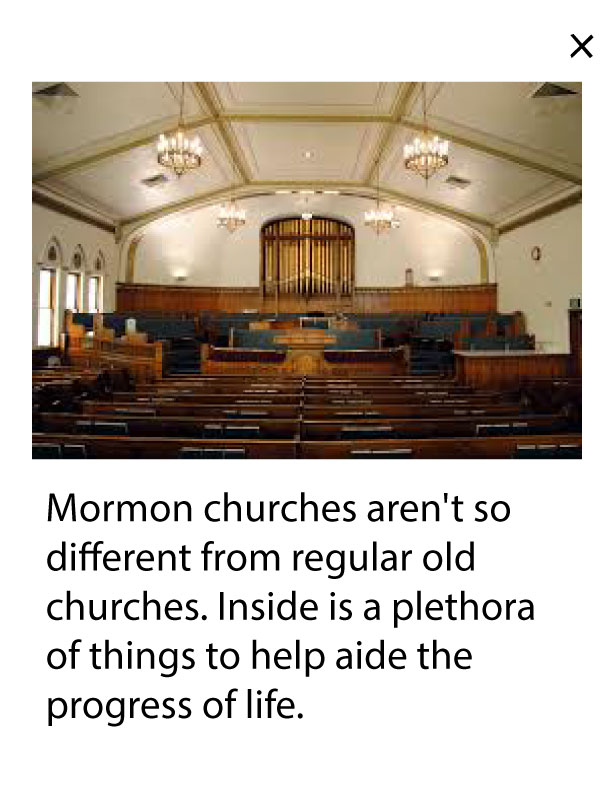 Mormon churches aren't so
different from regular old
churches. Inside is a plethora
of things to help aide the
progress of life.